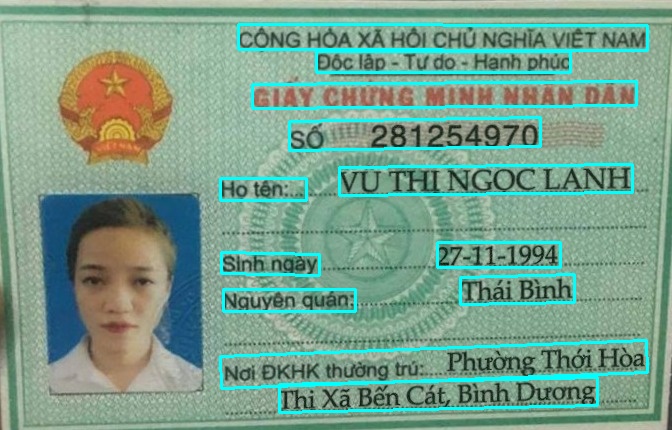 CỘNG HÒA XÃ HỘI CHỦ NGHĨA VIỆT NAM
Độc lập - Tự do - Hạnh phúc
GIẤY CHỨNG MINH NHÂN DÂN
SỐ 281254970
Họ tên: VŨ THỊ NGỌC LANH
Sinh ngày 27-11-1994
Nguyên quán: Thái Bình
Nơi ĐKHK thường trú: Phường Thới Hòa
Thị Xã Bến Cát, Bình Dương
VIỆT NAM